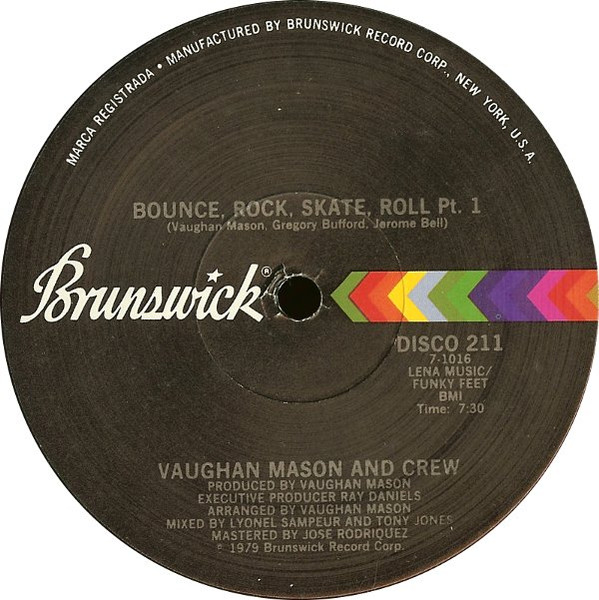 MARCA REGISTRADA • MANUFACTURED BY BRUNSWICK RECORD CORP., NEW YORK, U.S.A.
BOUNCE, ROCK, SKATE, ROLL Pt. 1
(Vaughan Mason, Gregory Bufford, Jerome Bell)
Brunswick®
DISCO 211
7-1016
LENA MUSIC/
FUNKY FEET
BMI
Time: 7:30
VAUGHAN MASON AND CREW
PRODUCED BY VAUGHAN MASON
EXECUTIVE PRODUCER RAY DANIELS
ARRANGED BY VAUGHAN MASON
MIXED BY LYONEL SAMPEUR AND TONY JONES
MASTERED BY JOSE RODRIQUEZ
© 1979 Brunswick Record Corp.